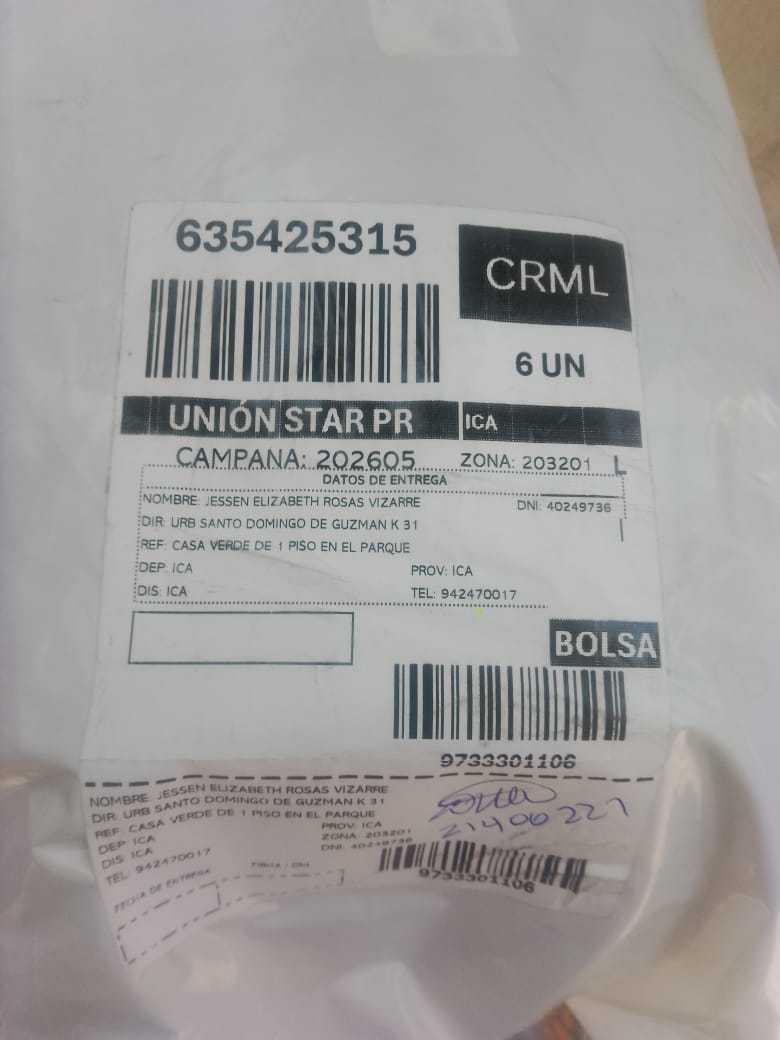 635425315
CRML
6 UN
UNIÓN STAR PR ICA
CAMPAÑA: 202605 ZONA: 203201 L
DATOS DE ENTREGA
NOMBRE: JESSEN ELIZABETH ROSAS VIZARRE DNI: 40249736
DIR: URB SANTO DOMINGO DE GUZMAN K 31
REF: CASA VERDE DE 1 PISO EN EL PARQUE
DEP: ICA PROV: ICA
DIS: ICA TEL: 942470017
BOLSA
9733301106
NOMBRE: JESSEN ELIZABETH ROSAS VIZARRE
DIR: URB SANTO DOMINGO DE GUZMAN K 31
REF: CASA VERDE DE 1 PISO EN EL PARQUE
DEP: ICA PROV: ICA
DIS: ICA ZONA: 203201
TEL: 942470017 DNI: 40249736
FECHA DE ENTREGA FIRMA / DNI
21400221
9733301106